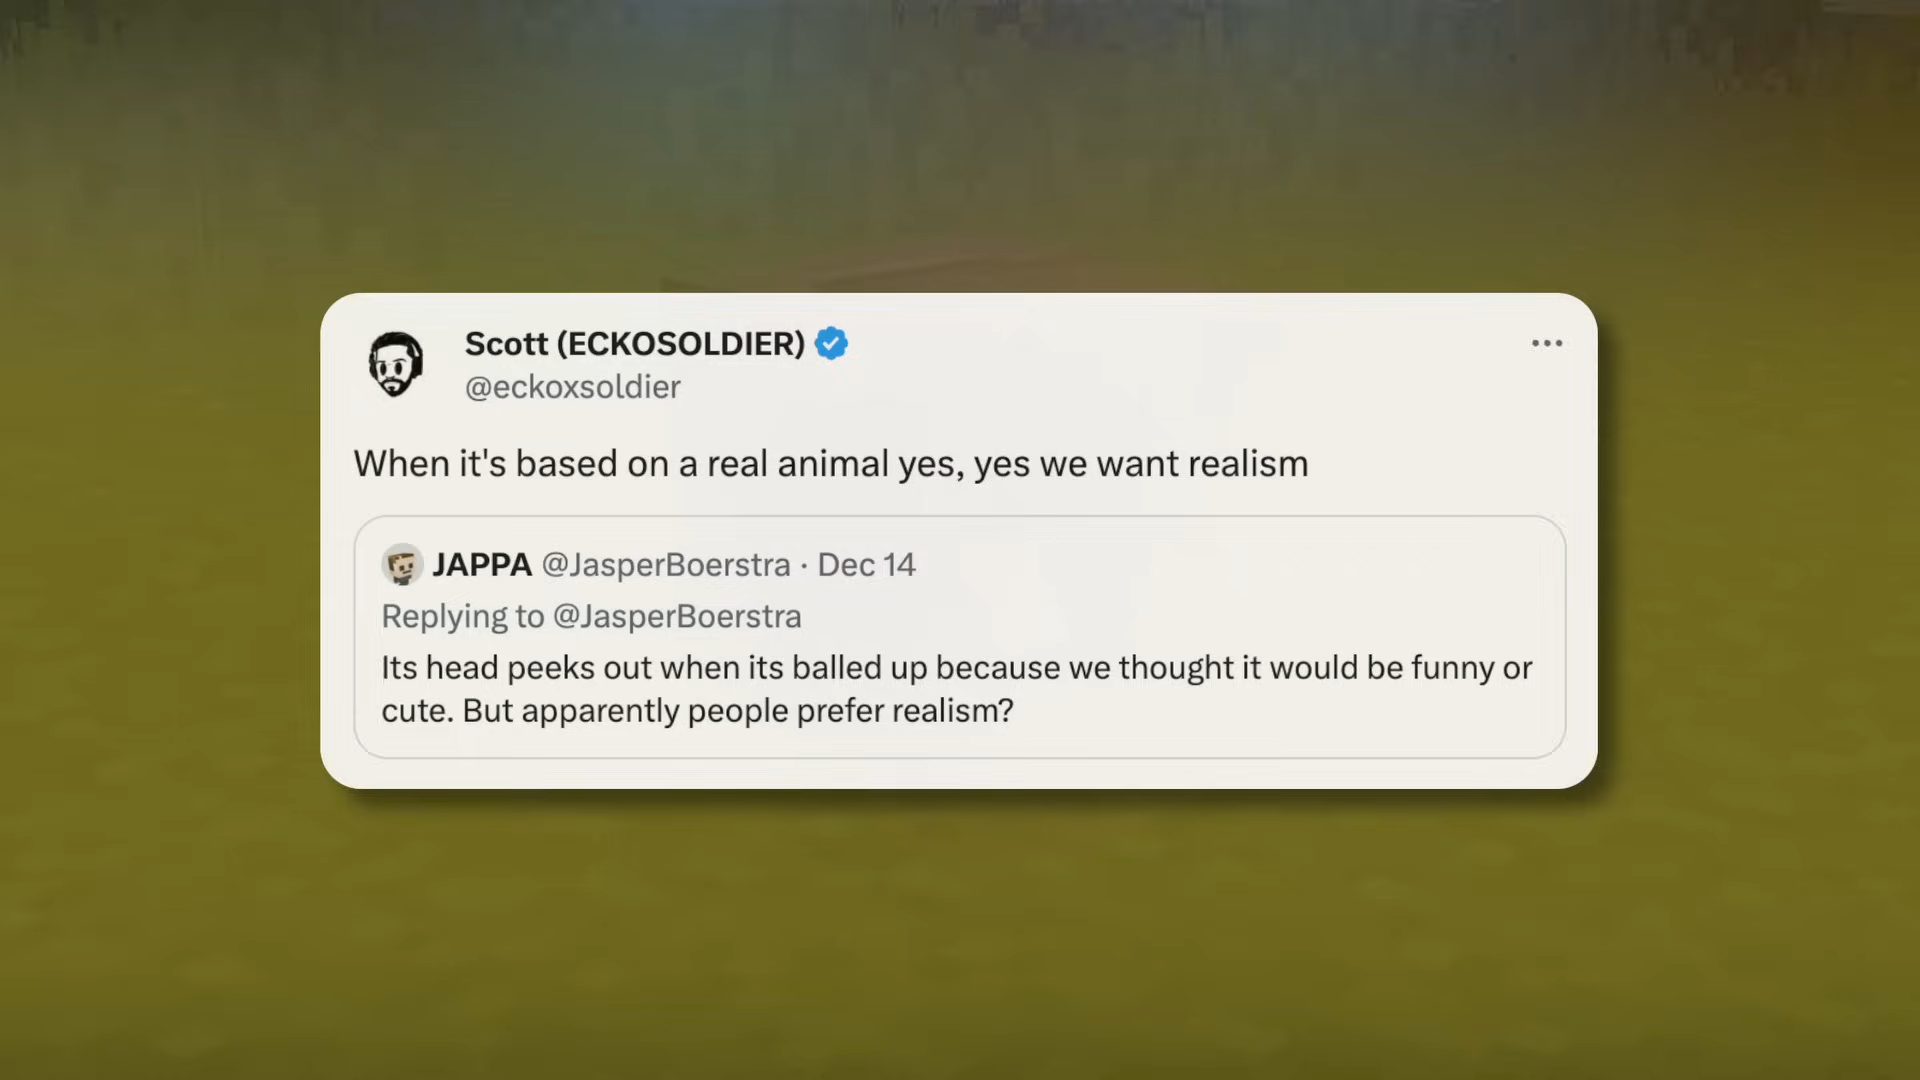 Scott (ECKOSOLDIER)
@eckoxsoldier
When it's based on a real animal yes, yes we want realism
JAPPA @JasperBoerstra · Dec 14
Replying to @JasperBoerstra
Its head peeks out when its balled up because we thought it would be funny or
cute. But apparently people prefer realism?